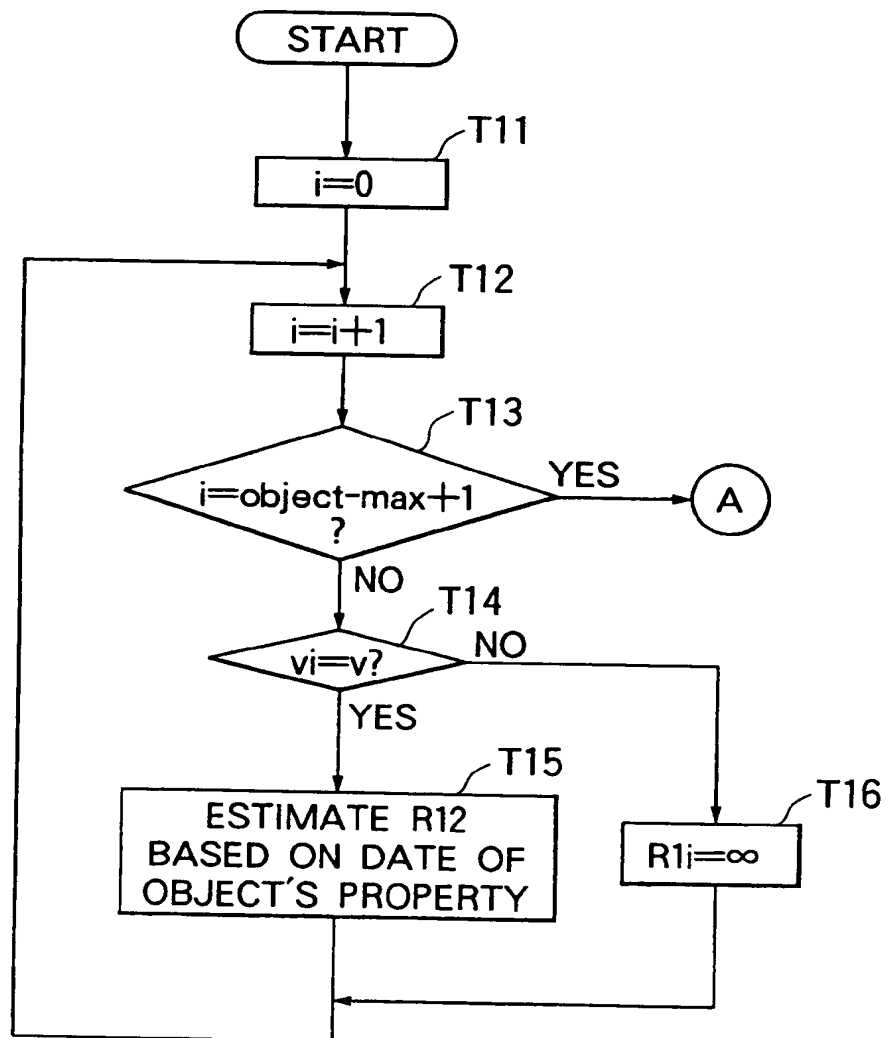 START
T11
i=0
T12
i=i+1
T13
i=object-max+1
?
YES
A
NO
T14
vi=v?
NO
YES
T15
ESTIMATE R12
BASED ON DATE OF
OBJECT'S PROPERTY
T16
R1i=∞